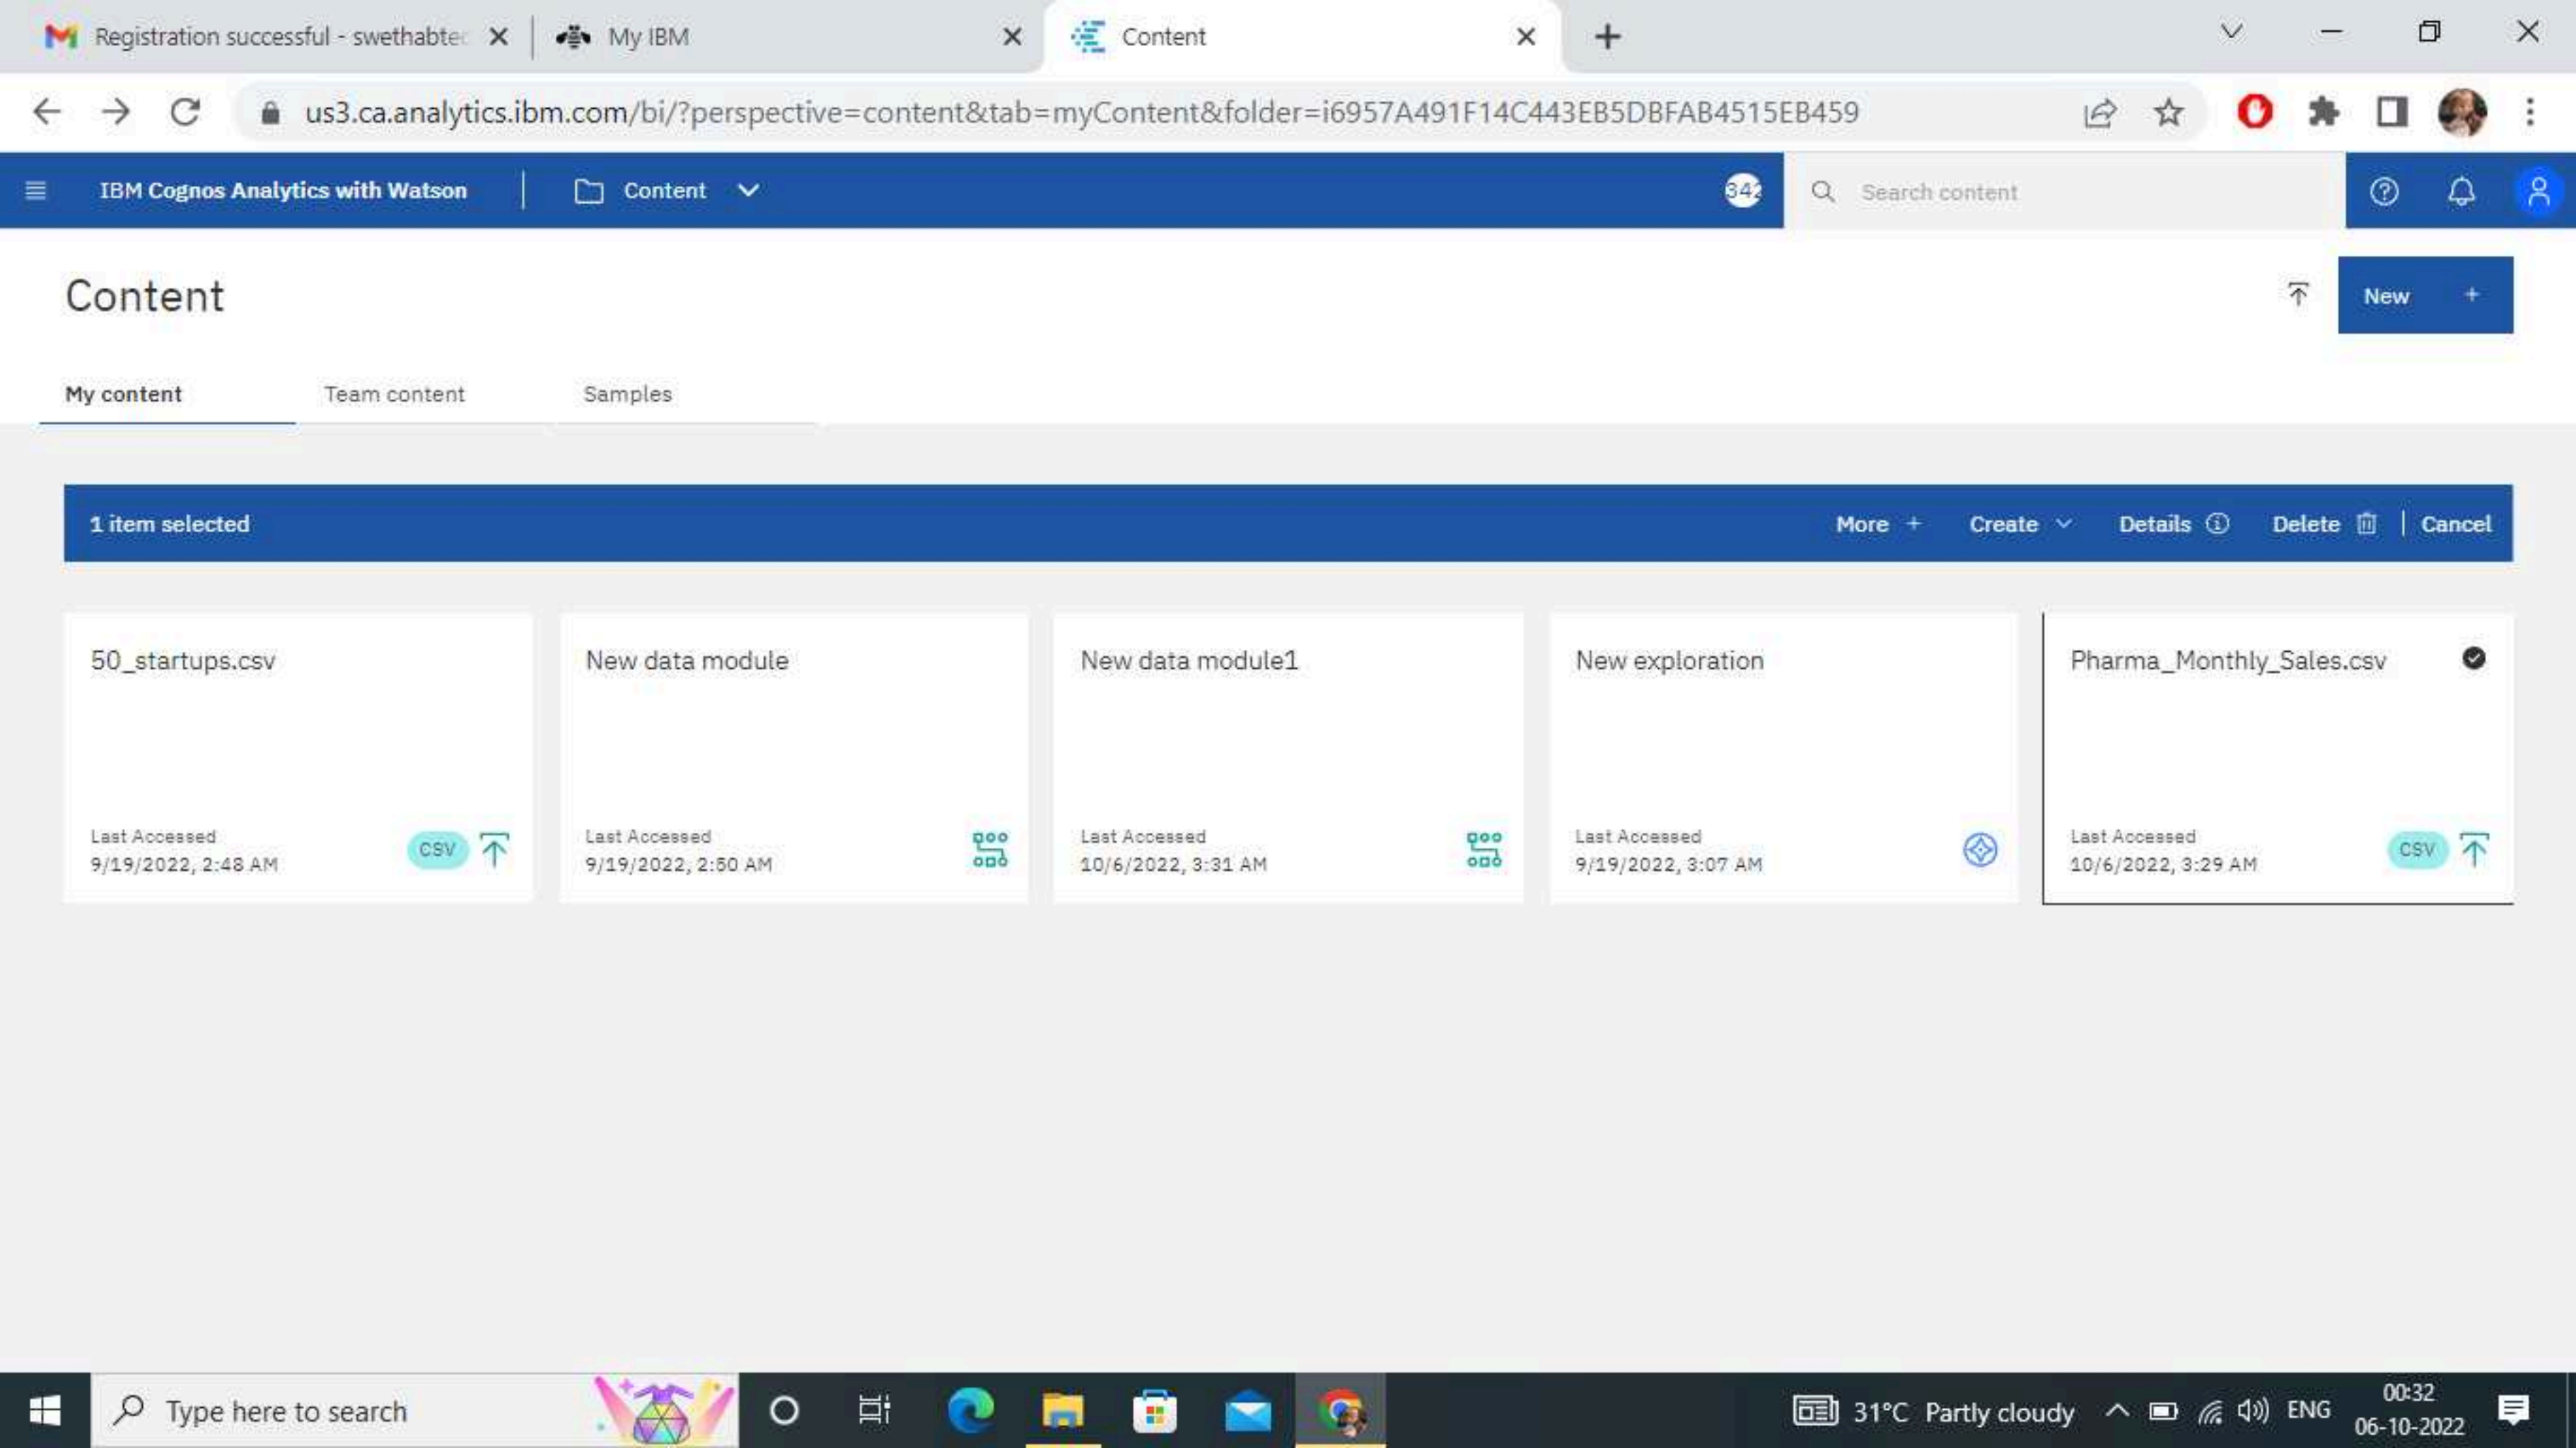 Registration successful - swethabtec
My IBM
Content
us3.ca.analytics.ibm.com/bi/?perspective=content&tab=myContent&folder=i6957A491F14C443EB5DBFAB4515EB459
IBM Cognos Analytics with Watson
Content
342
Search content
Content
New +
My content
Team content
Samples
1 item selected
More +
Create
Details
Delete
Cancel
50_startups.csv
Last Accessed
9/19/2022, 2:48 AM
CSV
New data module
Last Accessed
9/19/2022, 2:50 AM
New data module1
Last Accessed
10/6/2022, 3:31 AM
New exploration
Last Accessed
9/19/2022, 3:07 AM
Pharma_Monthly_Sales.csv
Last Accessed
10/6/2022, 3:29 AM
CSV
Type here to search
31°C Partly cloudy
ENG
00:32
06-10-2022